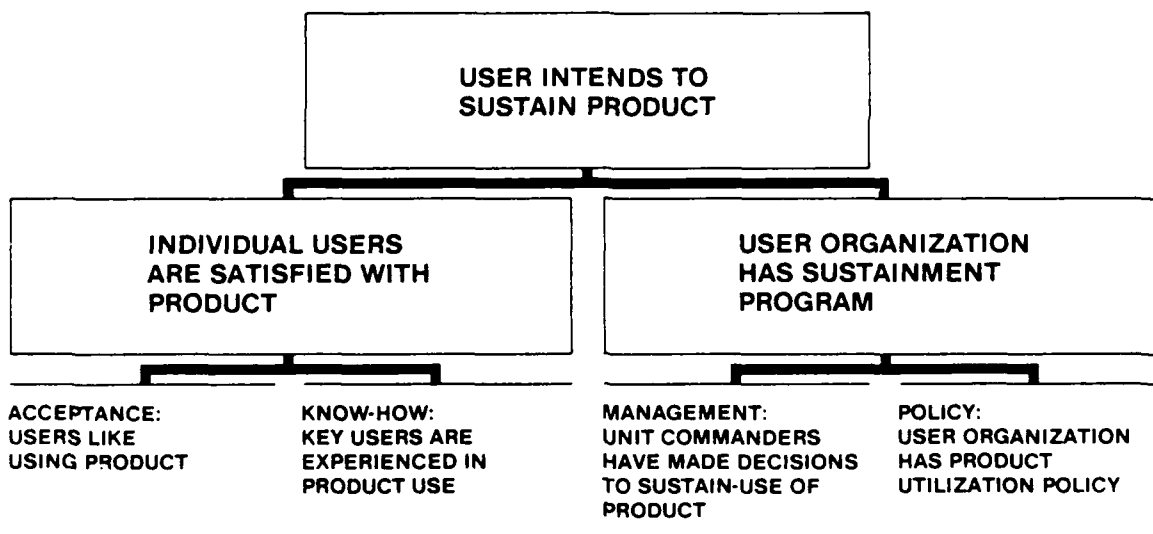 USER INTENDS TO
SUSTAIN PRODUCT
INDIVIDUAL USERS
ARE SATISFIED WITH
PRODUCT
USER ORGANIZATION
HAS SUSTAINMENT
PROGRAM
ACCEPTANCE:
USERS LIKE
USING PRODUCT
KNOW-HOW:
KEY USERS ARE
EXPERIENCED IN
PRODUCT USE
MANAGEMENT:
UNIT COMMANDERS
HAVE MADE DECISIONS
TO SUSTAIN-USE OF
PRODUCT
POLICY:
USER ORGANIZATION
HAS PRODUCT
UTILIZATION POLICY